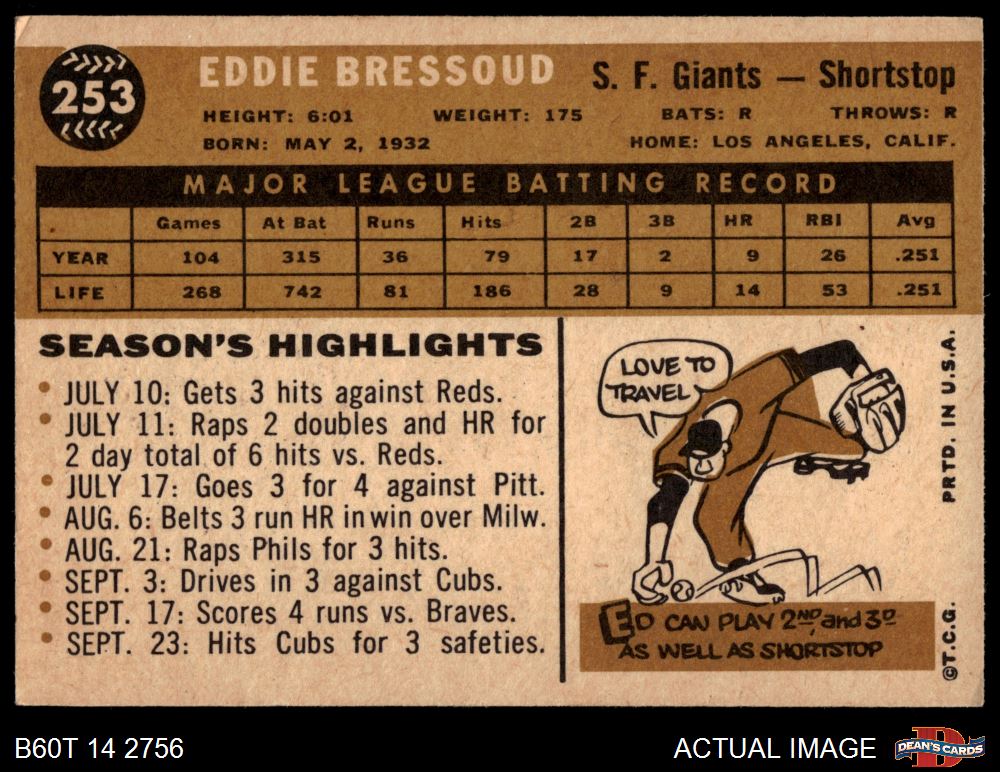 253
EDDIE BRESSOUD
S. F. Giants — Shortstop
HEIGHT: 6:01 WEIGHT: 175 BATS: R THROWS: R
BORN: MAY 2, 1932 HOME: LOS ANGELES, CALIF.
MAJOR LEAGUE BATTING RECORD
Games At Bat Runs Hits 2B 3B HR RBI Avg
YEAR 104 315 36 79 17 2 9 26 .251
LIFE 268 742 81 186 28 9 14 53 .251
SEASON'S HIGHLIGHTS
• JULY 10: Gets 3 hits against Reds.
• JULY 11: Raps 2 doubles and HR for
2 day total of 6 hits vs. Reds.
• JULY 17: Goes 3 for 4 against Pitt.
• AUG. 6: Belts 3 run HR in win over Milw.
• AUG. 21: Raps Phils for 3 hits.
• SEPT. 3: Drives in 3 against Cubs.
• SEPT. 17: Scores 4 runs vs. Braves.
• SEPT. 23: Hits Cubs for 3 safeties.
LOVE TO
TRAVEL
ED CAN PLAY 2ND, and 3D
AS WELL AS SHORTSTOP
©T.C.G. PRTD. IN U.S.A.
B60T 14 2756
ACTUAL IMAGE
D
DEAN'S CARDS